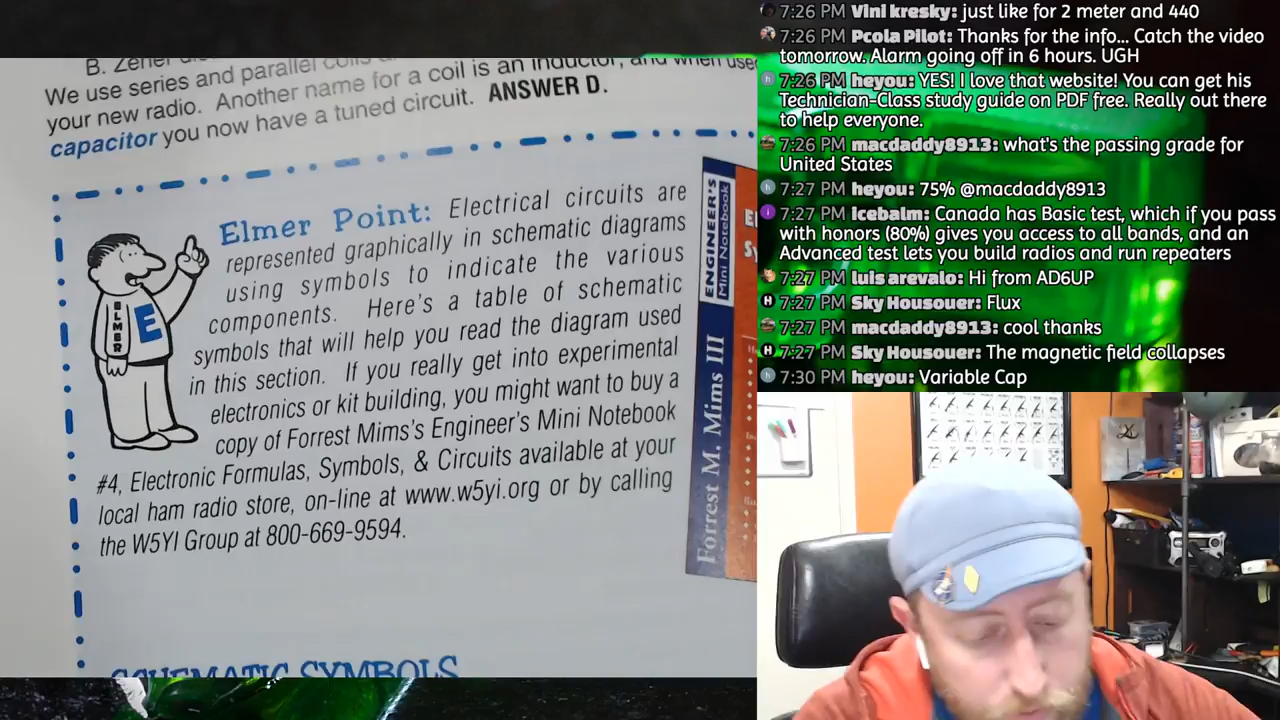 B. Zener
We use series and parallel coils
your new radio. Another name for a coil is an inductor, and when used
capacitor you now have a tuned circuit. ANSWER D.
Elmer Point: Electrical circuits are
represented graphically in schematic diagrams
using symbols to indicate the various
components. Here's a table of schematic
symbols that will help you read the diagram used
in this section. If you really get into experimental
electronics or kit building, you might want to buy a
copy of Forrest Mims's Engineer's Mini Notebook
#4, Electronic Formulas, Symbols, & Circuits available at your
local ham radio store, on-line at www.w5yi.org or by calling
the W5YI Group at 800-669-9594.
ELMER
E
ENGINEER'S
Mini Notebook
Forrest M. Mims III
SCHEMATIC SYMBOLS
7:26 PM Vini kresky: just like for 2 meter and 440
7:26 PM Pcola Pilot: Thanks for the info... Catch the video
tomorrow. Alarm going off in 6 hours. UGH
7:26 PM heyou: YES! I love that website! You can get his
Technician-Class study guide on PDF free. Really out there
to help everyone.
7:26 PM macdaddy8913: what's the passing grade for
United States
7:27 PM heyou: 75% @macdaddy8913
7:27 PM Icebalm: Canada has Basic test, which if you pass
with honors (80%) gives you access to all bands, and an
Advanced test lets you build radios and run repeaters
7:27 PM luis arevalo: Hi from AD6UP
7:27 PM Sky Housouer: Flux
7:27 PM macdaddy8913: cool thanks
7:27 PM Sky Housouer: The magnetic field collapses
7:30 PM heyou: Variable Cap